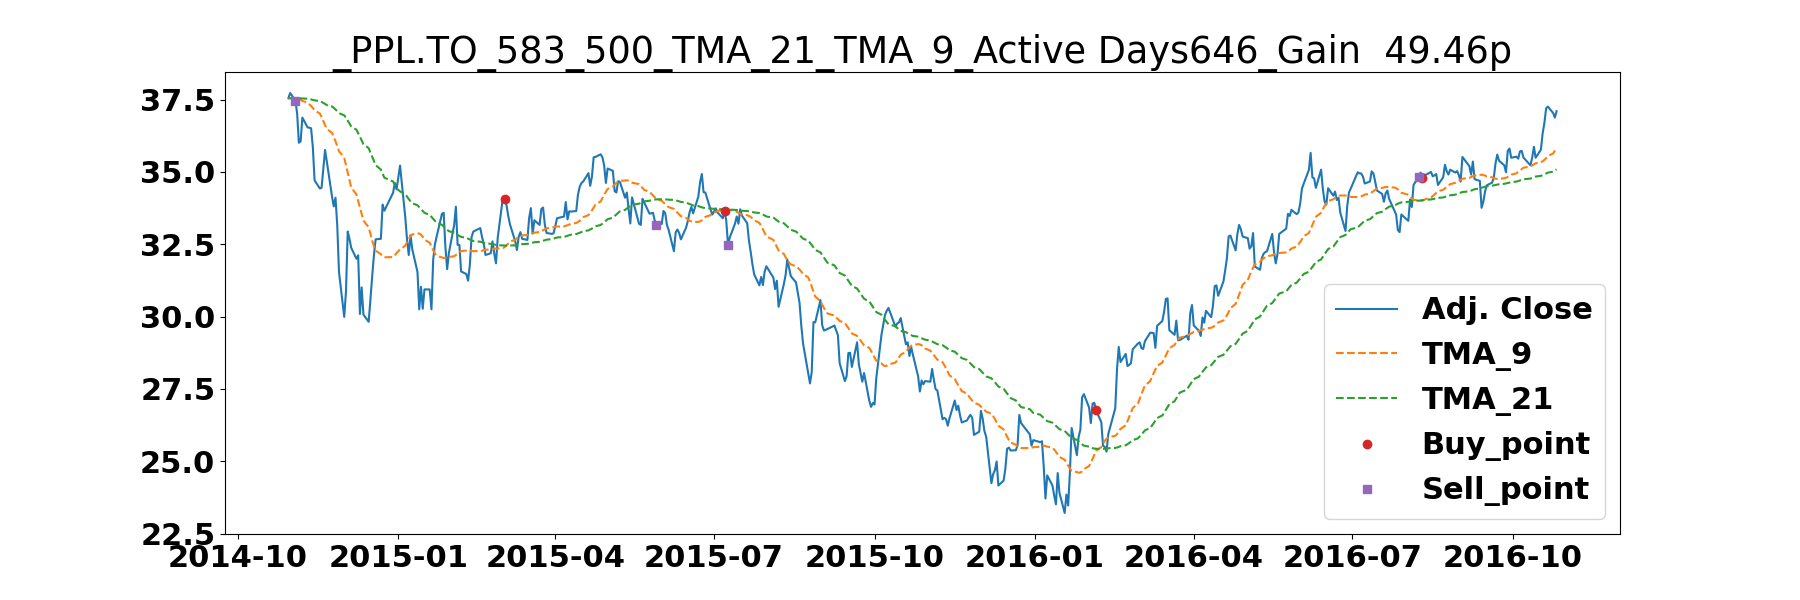 _PPL.TO_583_500_TMA_21_TMA_9_Active Days646_Gain  49.46p
37.5
35.0
32.5
30.0
27.5
25.0
22.5
Adj. Close
TMA_9
TMA_21
Buy_point
Sell_point
2014-10 2015-01 2015-04 2015-07 2015-10 2016-01 2016-04 2016-07 2016-10